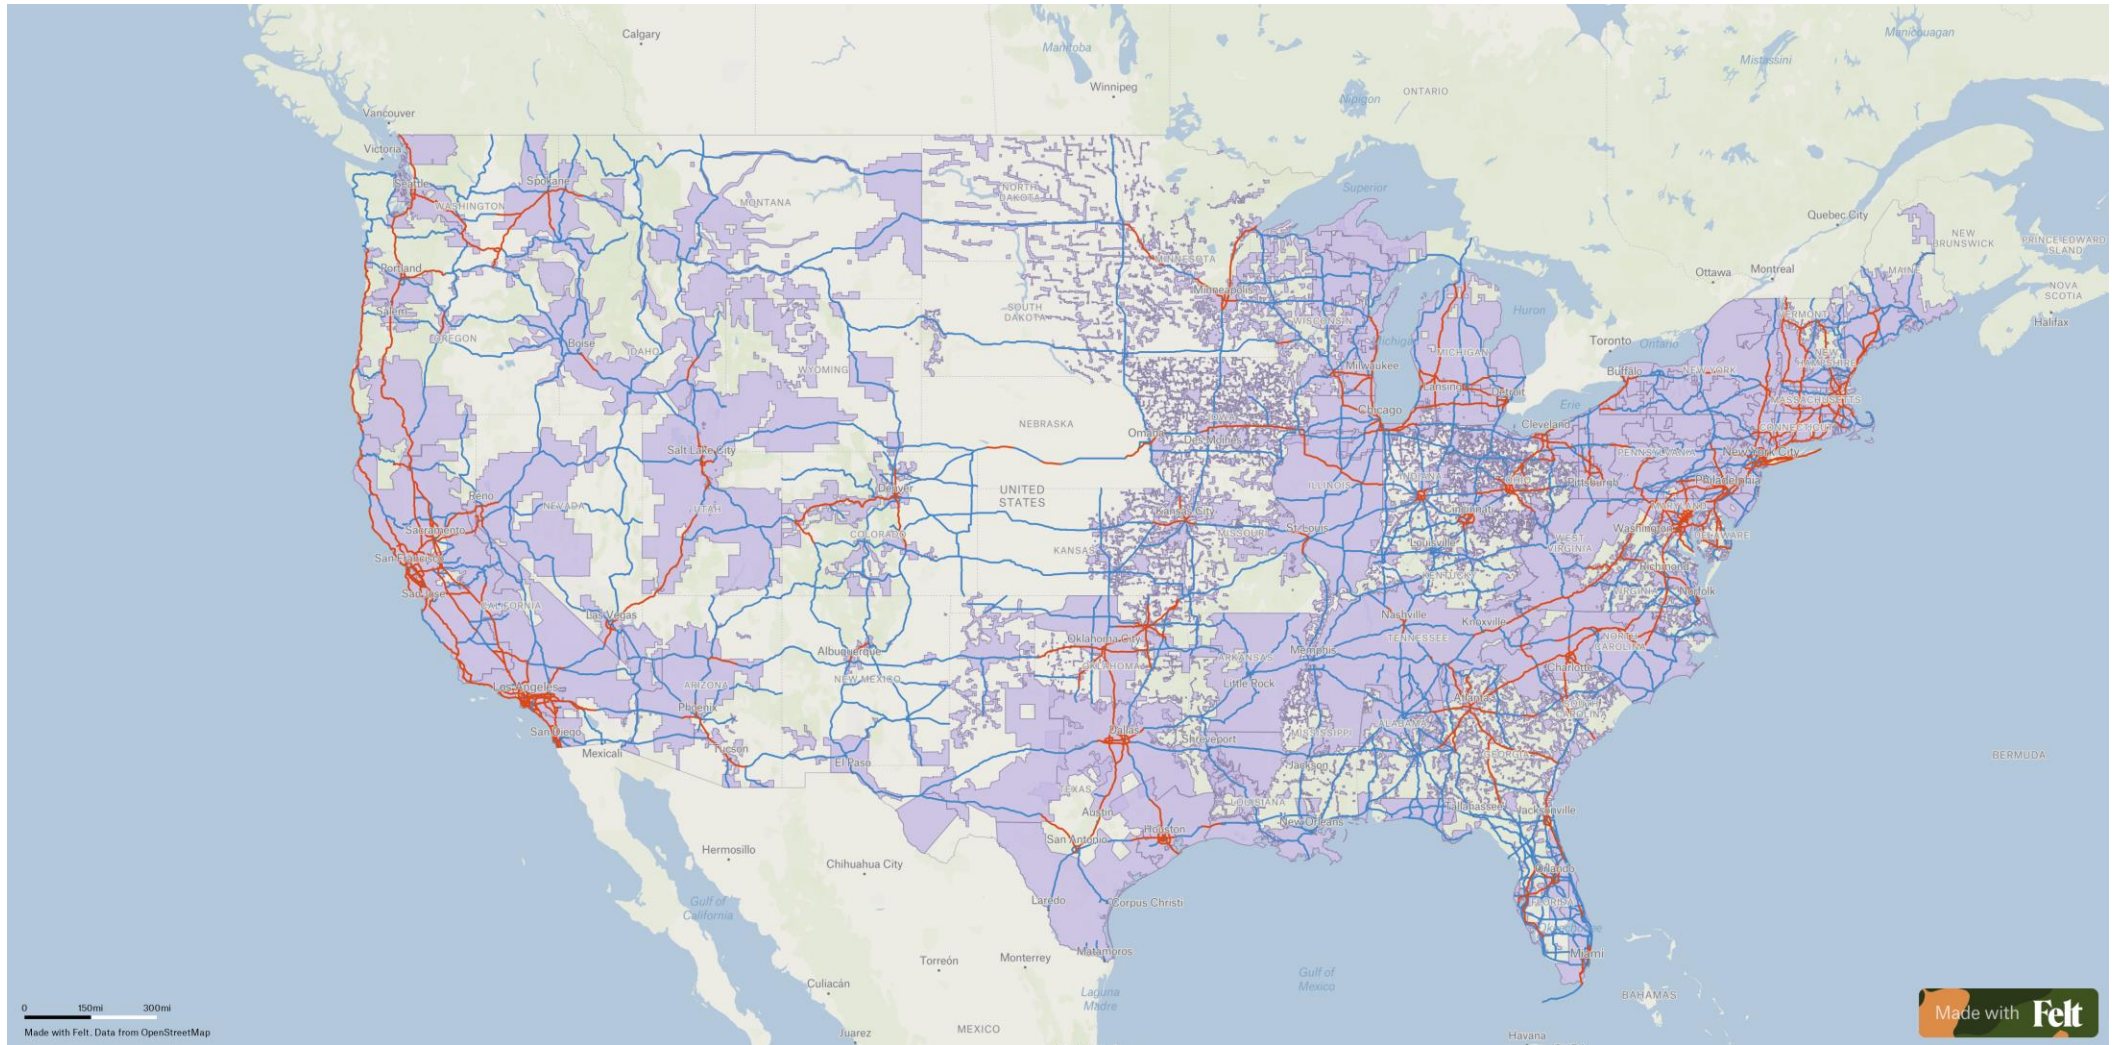 Calgary
Manitoba
Manicouagan
Mistassini
Winnipeg
Nipigon
ONTARIO
Vancouver
Victoria
Seattle
Spokane
WASHINGTON
MONTANA
NORTH
DAKOTA
Superior
Quebec City
NEW
BRUNSWICK
PRINCE EDWARD
ISLAND
MINNESOTA
Portland
Ottawa
Montreal
MAINE
NOVA
SCOTIA
Minneapolis
Salem
SOUTH
DAKOTA
WISCONSIN
Huron
VERMONT
Halifax
OREGON
Boise
IDAHO
Michigan
MICHIGAN
Toronto
Ontario
NEW
HAMPSHIRE
WYOMING
Milwaukee
Lansing
Detroit
Buffalo
NEW YORK
MASSACHUSETTS
Chicago
Erie
IOWA
NEBRASKA
Omaha
Des Moines
Cleveland
CONNECTICUT
Salt Lake City
PENNSYLVANIA
New York City
Reno
Denver
UNITED
STATES
ILLINOIS
INDIANA
OHIO
Pittsburgh
Philadelphia
NEVADA
UTAH
Kansas City
Cincinnati
MARYLAND
Sacramento
COLORADO
MISSOURI
St. Louis
Washington
DELAWARE
San Francisco
KANSAS
Louisville
WEST
VIRGINIA
San Jose
KENTUCKY
Richmond
VIRGINIA
Norfolk
CALIFORNIA
Las Vegas
Nashville
Knoxville
Oklahoma City
TENNESSEE
NORTH
CAROLINA
Albuquerque
OKLAHOMA
ARKANSAS
Memphis
Charlotte
Los Angeles
ARIZONA
NEW MEXICO
Little Rock
Phoenix
Atlanta
SOUTH
CAROLINA
San Diego
Mexicali
Tucson
Dallas
Shreveport
MISSISSIPPI
ALABAMA
GEORGIA
BERMUDA
El Paso
Jackson
TEXAS
Austin
LOUISIANA
Tallahassee
Jacksonville
San Antonio
Houston
New Orleans
Hermosillo
Chihuahua City
Orlando
Gulf of
California
Laredo
Corpus Christi
FLORIDA
Okeechobee
Matamoros
Miami
Torreón
Monterrey
Gulf of
Mexico
Culiacán
Laguna
Madre
BAHAMAS
MEXICO
Juarez
Havana
0 150mi 300mi
Made with Felt. Data from OpenStreetMap
Made with Felt